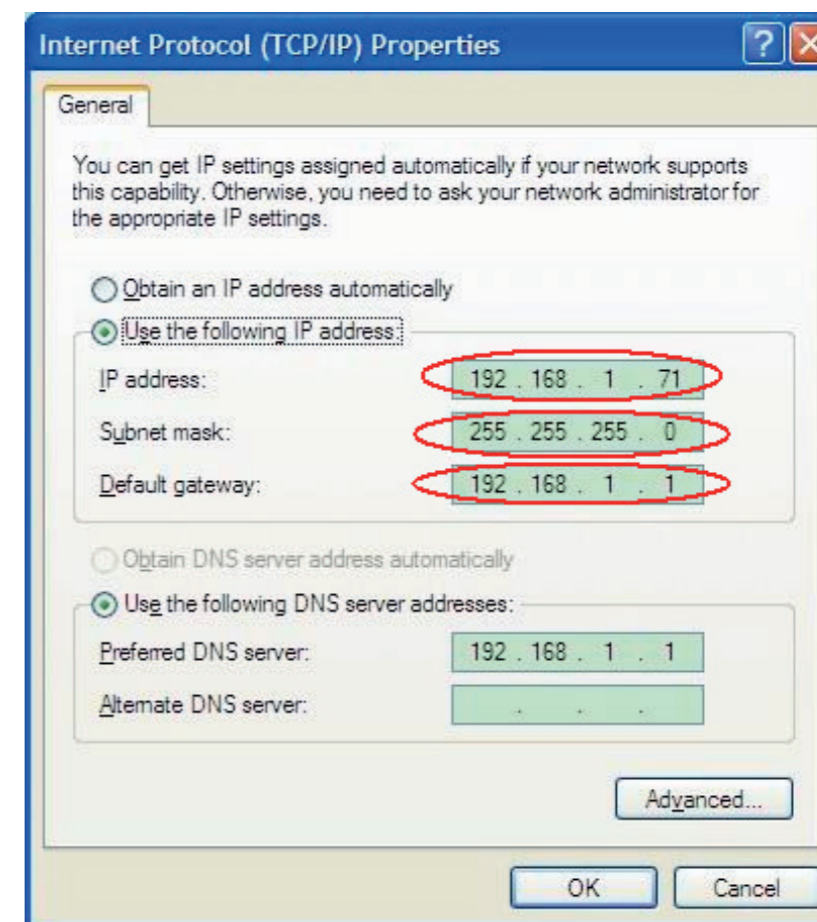 Internet Protocol (TCP/IP) Properties
General
You can get IP settings assigned automatically if your network supports
this capability. Otherwise, you need to ask your network administrator for
the appropriate IP settings.
Obtain an IP address automatically
Use the following IP address:
IP address: 192 . 168 . 1 . 71
Subnet mask: 255 . 255 . 255 . 0
Default gateway: 192 . 168 . 1 . 1
Obtain DNS server address automatically
Use the following DNS server addresses:
Preferred DNS server: 192 . 168 . 1 . 1
Alternate DNS server: . . .
Advanced...
OK Cancel